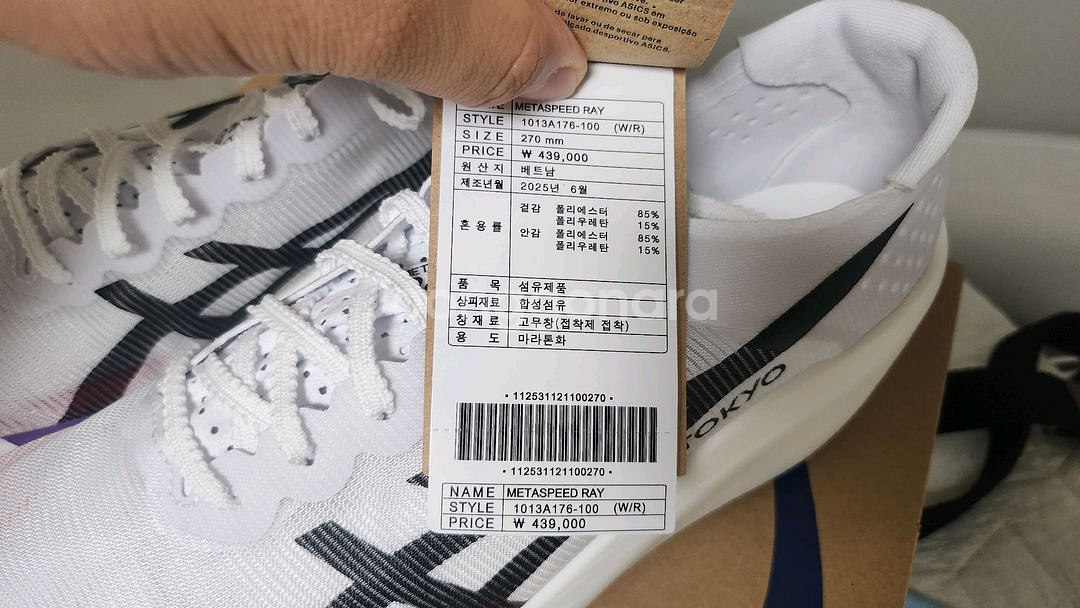 tivo ASICS em
or extremo ou sob exposição
de lavar ou de secar para
calçado desportivo ASICS.
METASPEED RAY
STYLE 1013A176-100 (W/R)
SIZE 270 mm
PRICE ₩ 439,000
원산지 베트남
제조년월 2025년 6월
혼용률
겉감 폴리에스터 85%
폴리우레탄 15%
안감 폴리에스터 85%
폴리우레탄 15%
품 목 섬유제품
상피재료 합성섬유
창재료 고무창(접착제 접착)
용 도 마라톤화
· 112531121100270 ·
· 112531121100270 ·
NAME METASPEED RAY
STYLE 1013A176-100 (W/R)
PRICE ₩ 439,000
TOKYO